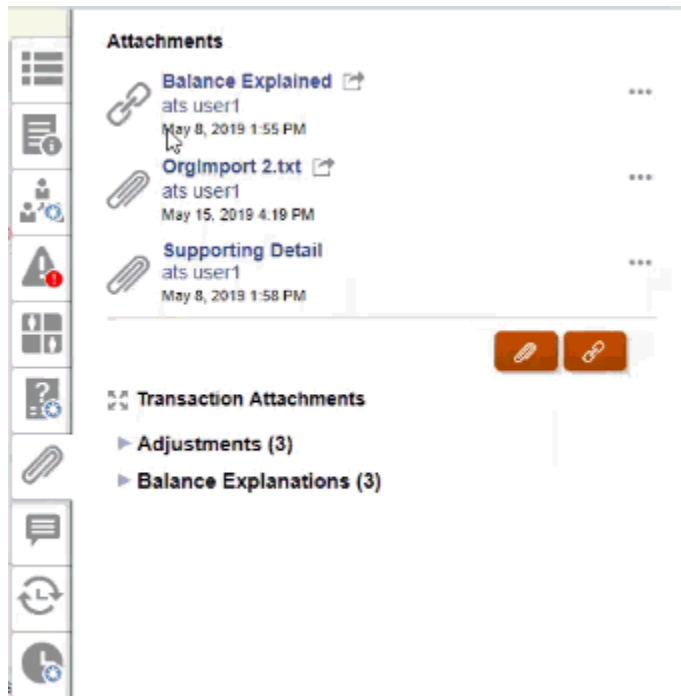 Attachments
Balance Explained
ats user1
May 8, 2019 1:55 PM
OrgImport 2.txt
ats user1
May 15, 2019 4:19 PM
Supporting Detail
ats user1
May 8, 2019 1:58 PM
Transaction Attachments
Adjustments (3)
Balance Explanations (3)